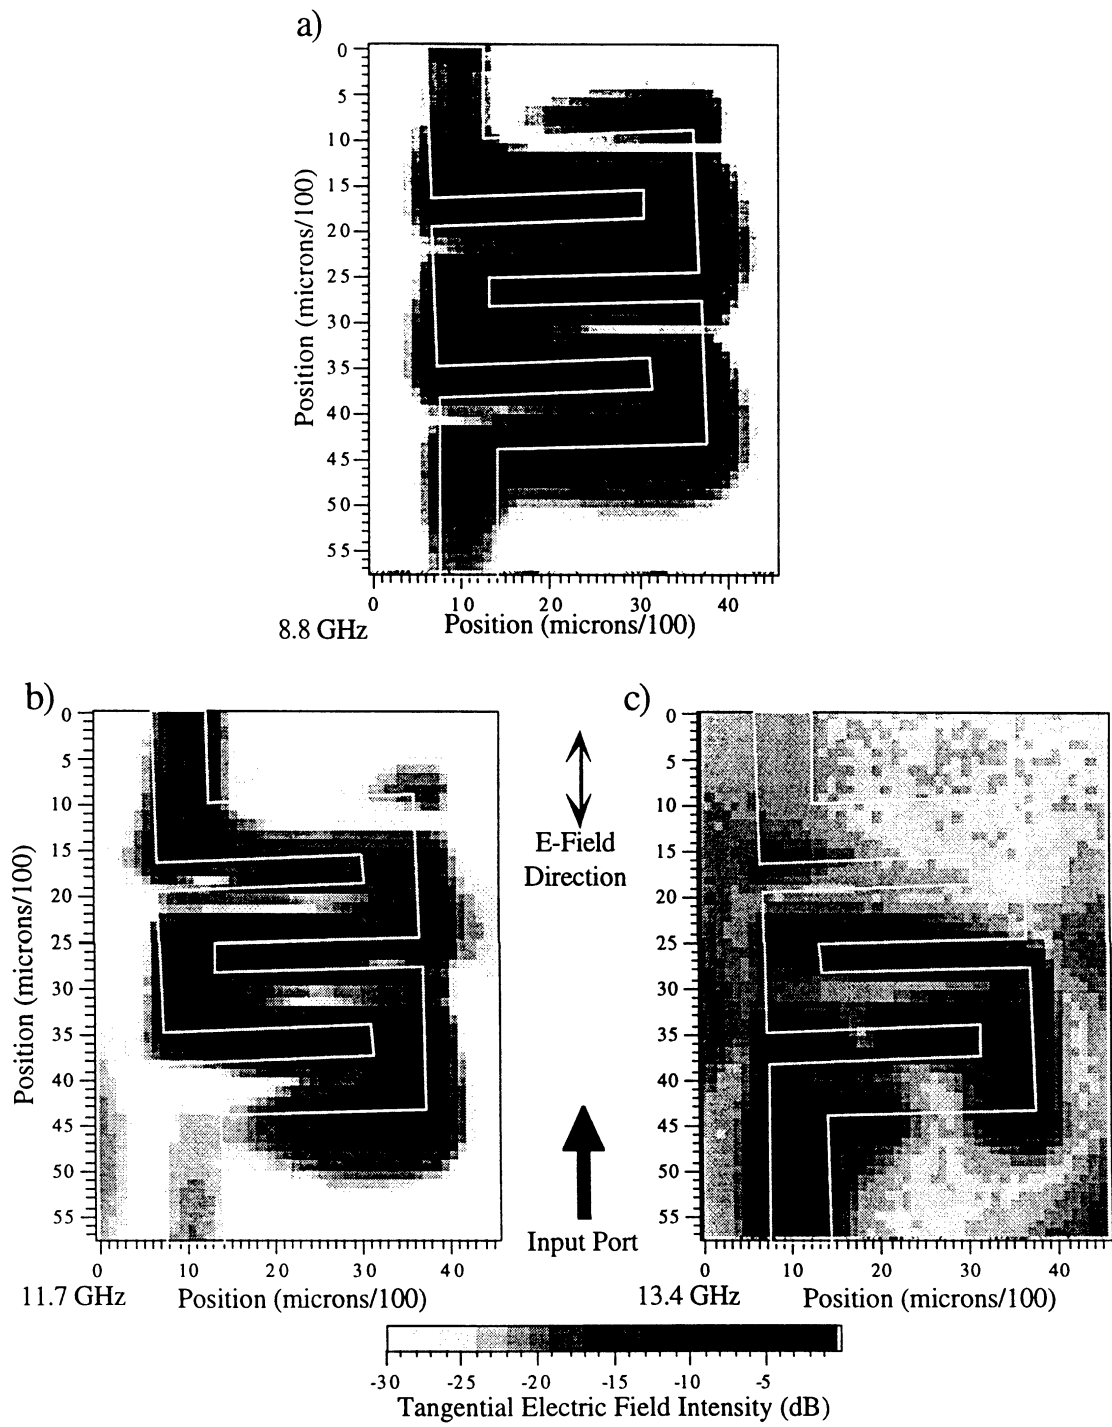 a)
0
5
10
15
20
25
30
35
40
45
50
55
Position (microns/100)
0 10 20 30 40
8.8 GHz
Position (microns/100)
b)
0
5
10
15
20
25
30
35
40
45
50
55
Position (microns/100)
0 10 20 30 40
11.7 GHz
Position (microns/100)
E-Field
Direction
Input Port
c)
0
5
10
15
20
25
30
35
40
45
50
55
0 10 20 30 40
13.4 GHz
Position (microns/100)
-30 -25 -20 -15 -10 -5
Tangential Electric Field Intensity (dB)